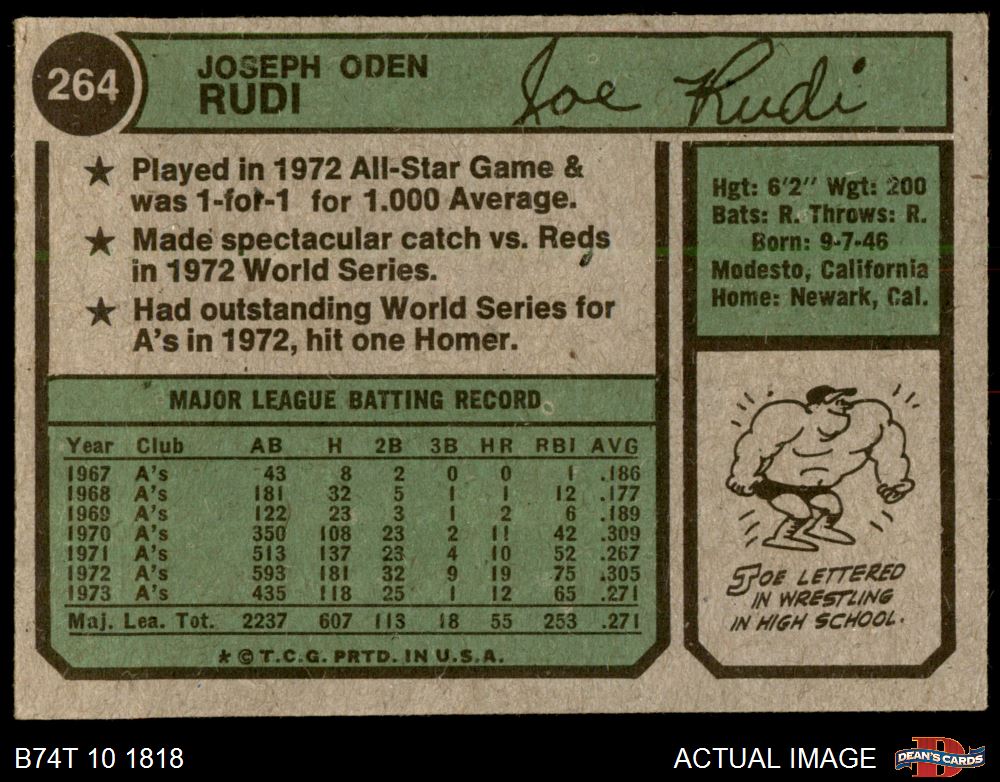 264
JOSEPH ODEN
RUDI
Joe Rudi
★ Played in 1972 All-Star Game &
was 1-for-1 for 1.000 Average.
★ Made spectacular catch vs. Reds
in 1972 World Series.
★ Had outstanding World Series for
A's in 1972, hit one Homer.
Hgt: 6'2" Wgt: 200
Bats: R. Throws: R.
Born: 9-7-46
Modesto, California
Home: Newark, Cal.
MAJOR LEAGUE BATTING RECORD
Year Club AB H 2B 3B HR RBI AVG
1967 A's 43 8 2 0 0 1 .186
1968 A's 181 32 5 1 1 12 .177
1969 A's 122 23 3 1 2 6 .189
1970 A's 350 108 23 2 11 42 .309
1971 A's 513 137 23 4 10 52 .267
1972 A's 593 181 32 9 19 75 .305
1973 A's 435 118 25 1 12 65 .271
Maj. Lea. Tot. 2237 607 113 18 55 253 .271
* © T.C.G. PRTD. IN U.S.A.
JOE LETTERED
IN WRESTLING
IN HIGH SCHOOL.
B74T 10 1818
ACTUAL IMAGE
D
DEAN'S CARDS